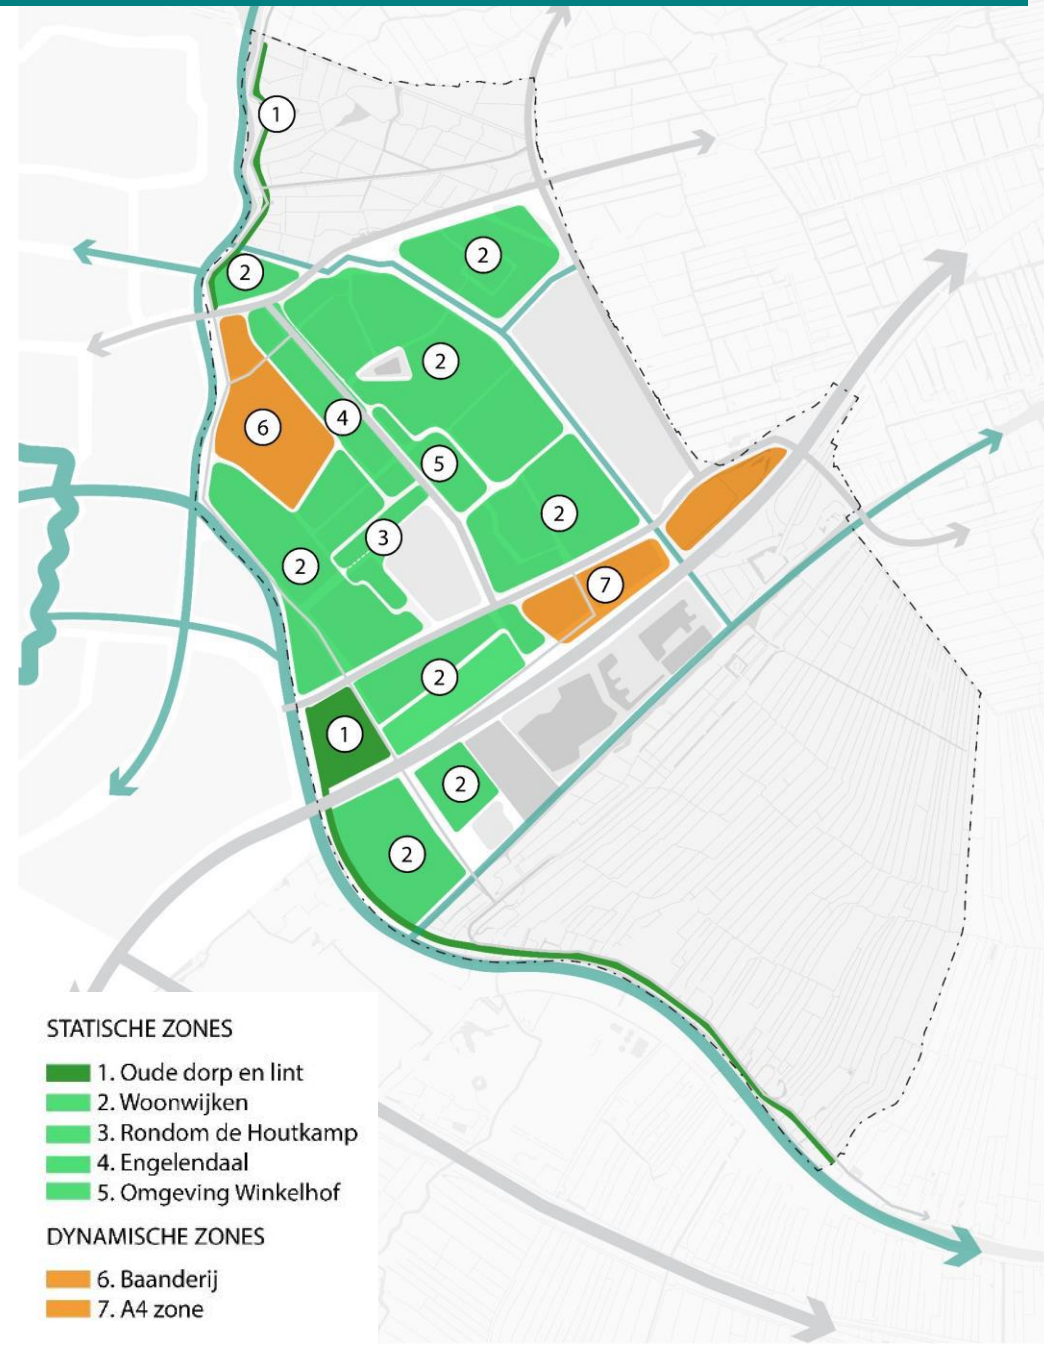 1
2
2
2
4
6
5
2
3
2
7
2
1
2
2
STATISCHE ZONES
1. Oude dorp en lint
2. Woonwijken
3. Rondom de Houtkamp
4. Engelendaal
5. Omgeving Winkelhof
DYNAMISCHE ZONES
6. Baanderij
7. A4 zone